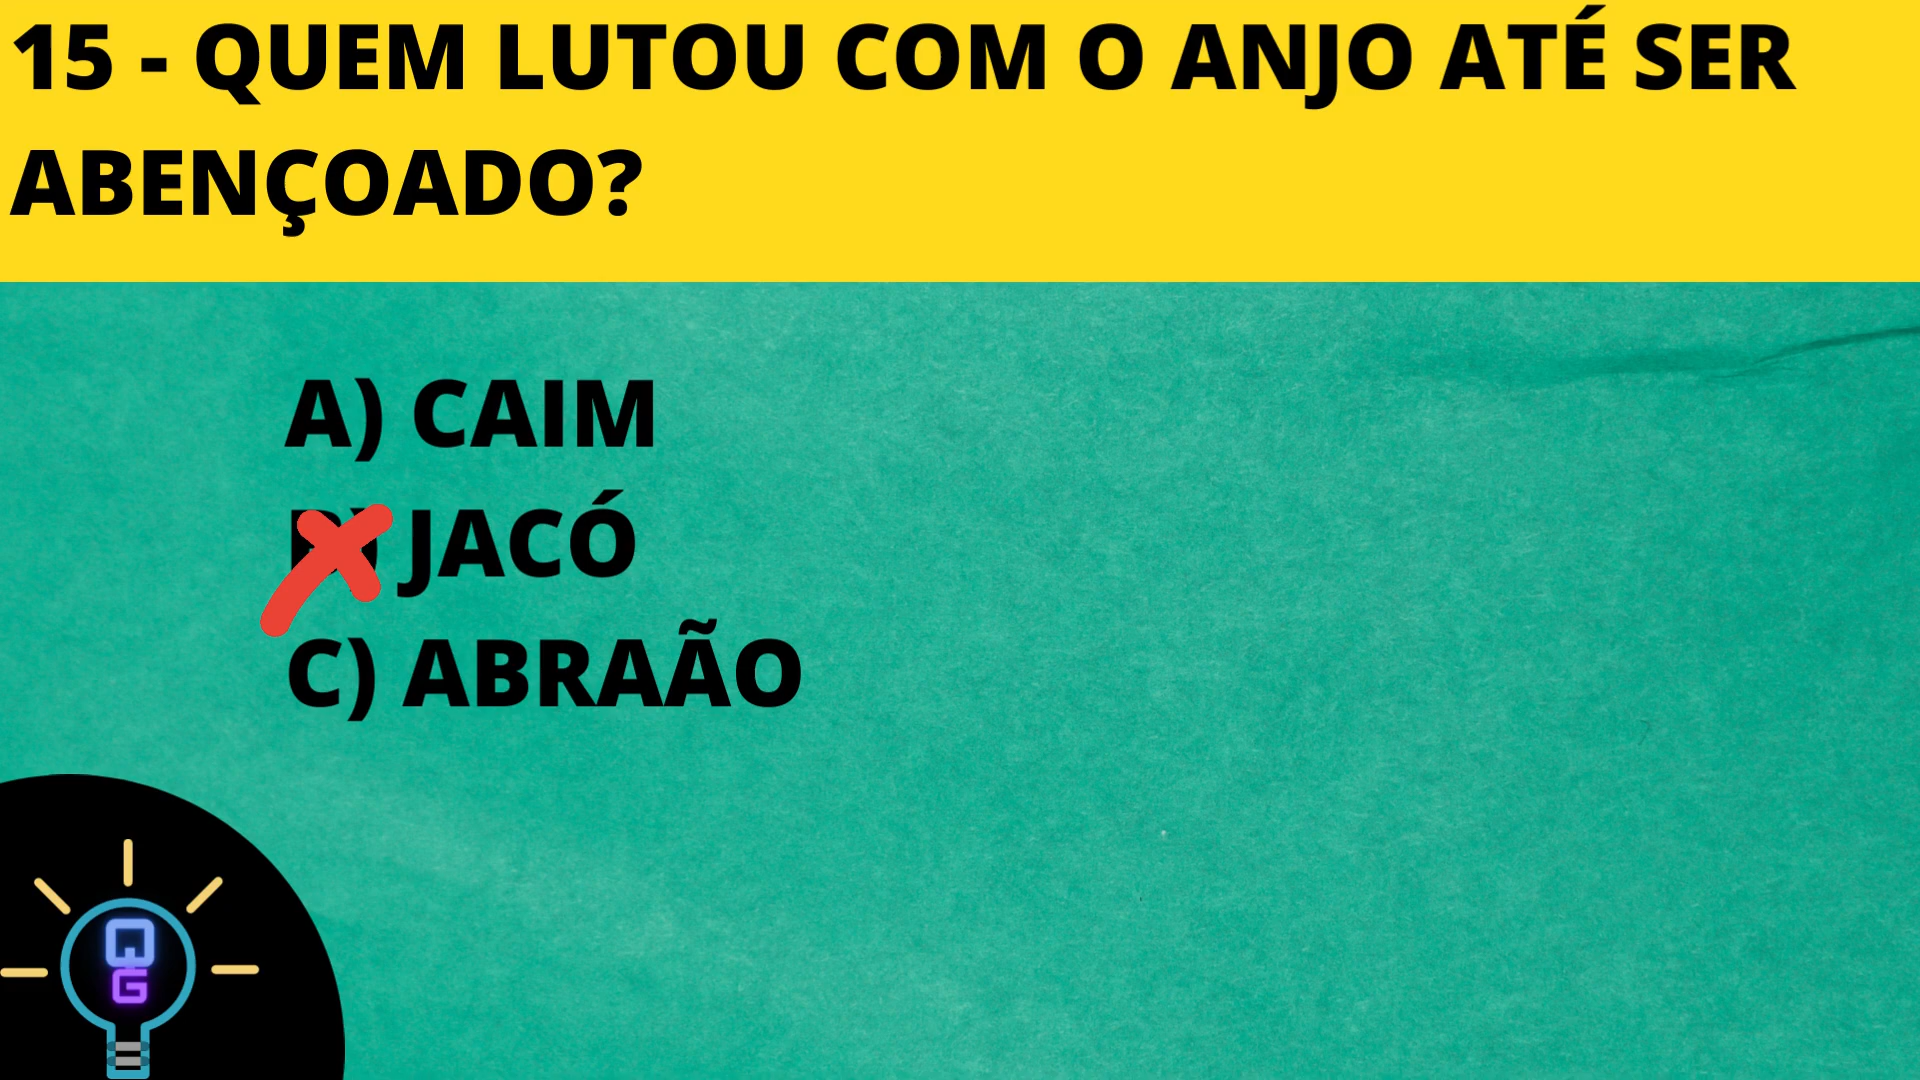 15 - QUEM LUTOU COM O ANJO ATÉ SER
ABENÇOADO?
A) CAIM
B) JACÓ
C) ABRAÃO
QG